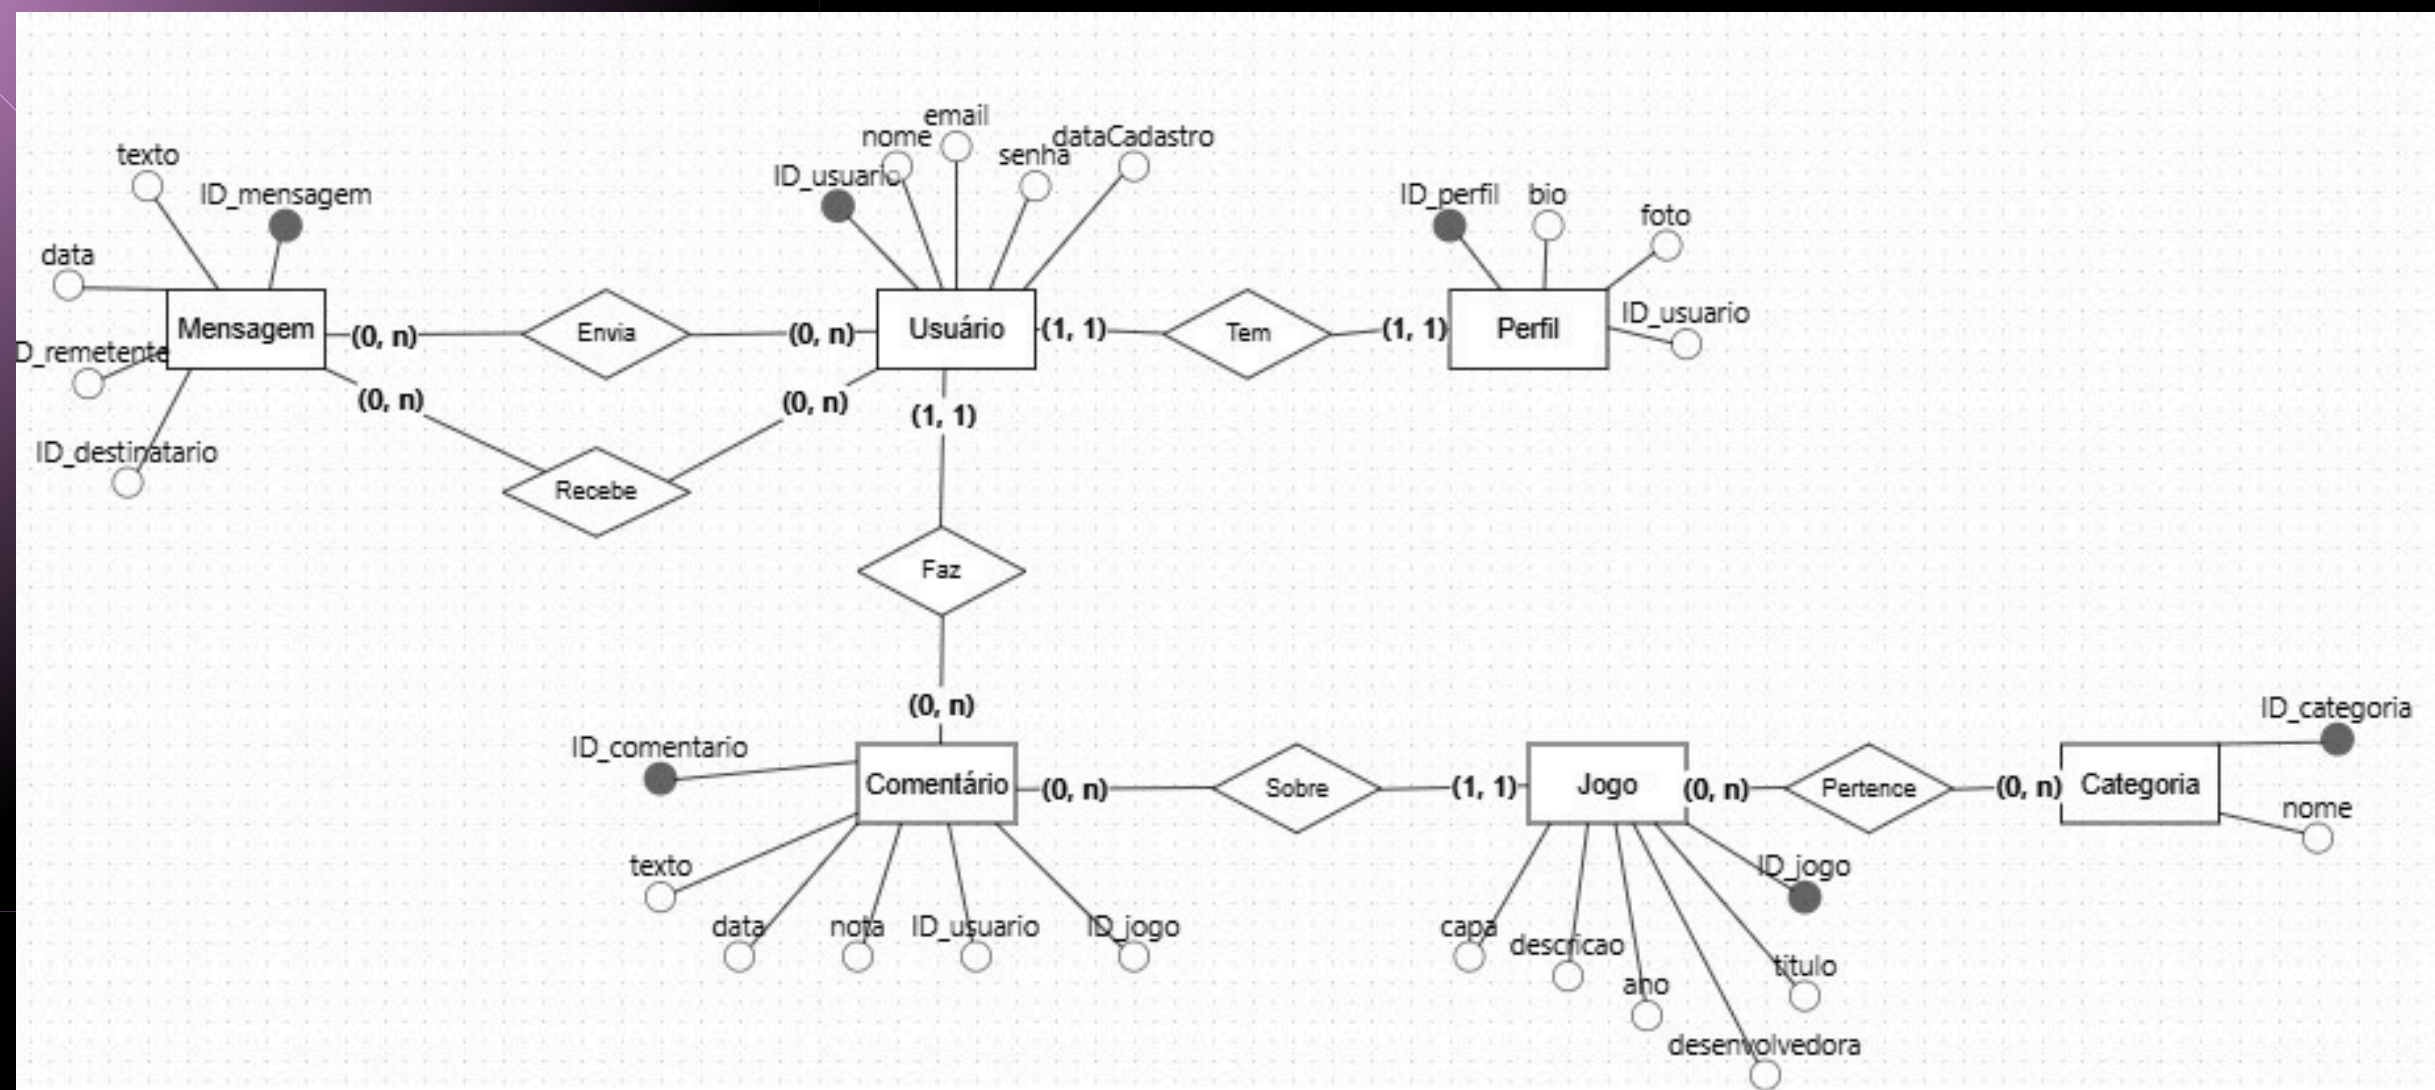 email
nome
dataCadastro
senha
ID_usuario
texto
ID_mensagem
data
D_remetente
ID_destinatario
Mensagem
(0, n)
Envia
(0, n)
Usuário
(1, 1)
Tem
(1, 1)
Perfil
ID_perfil
bio
foto
ID_usuario
(0, n)
Recebe
(0, n)
(1, 1)
Faz
(0, n)
ID_comentario
Comentário
(0, n)
Sobre
(1, 1)
Jogo
(0, n)
Pertence
(0, n)
Categoria
ID_categoria
nome
texto
data
nota
ID_usuario
ID_jogo
capa
descricao
ano
desenvolvedora
titulo
ID_jogo